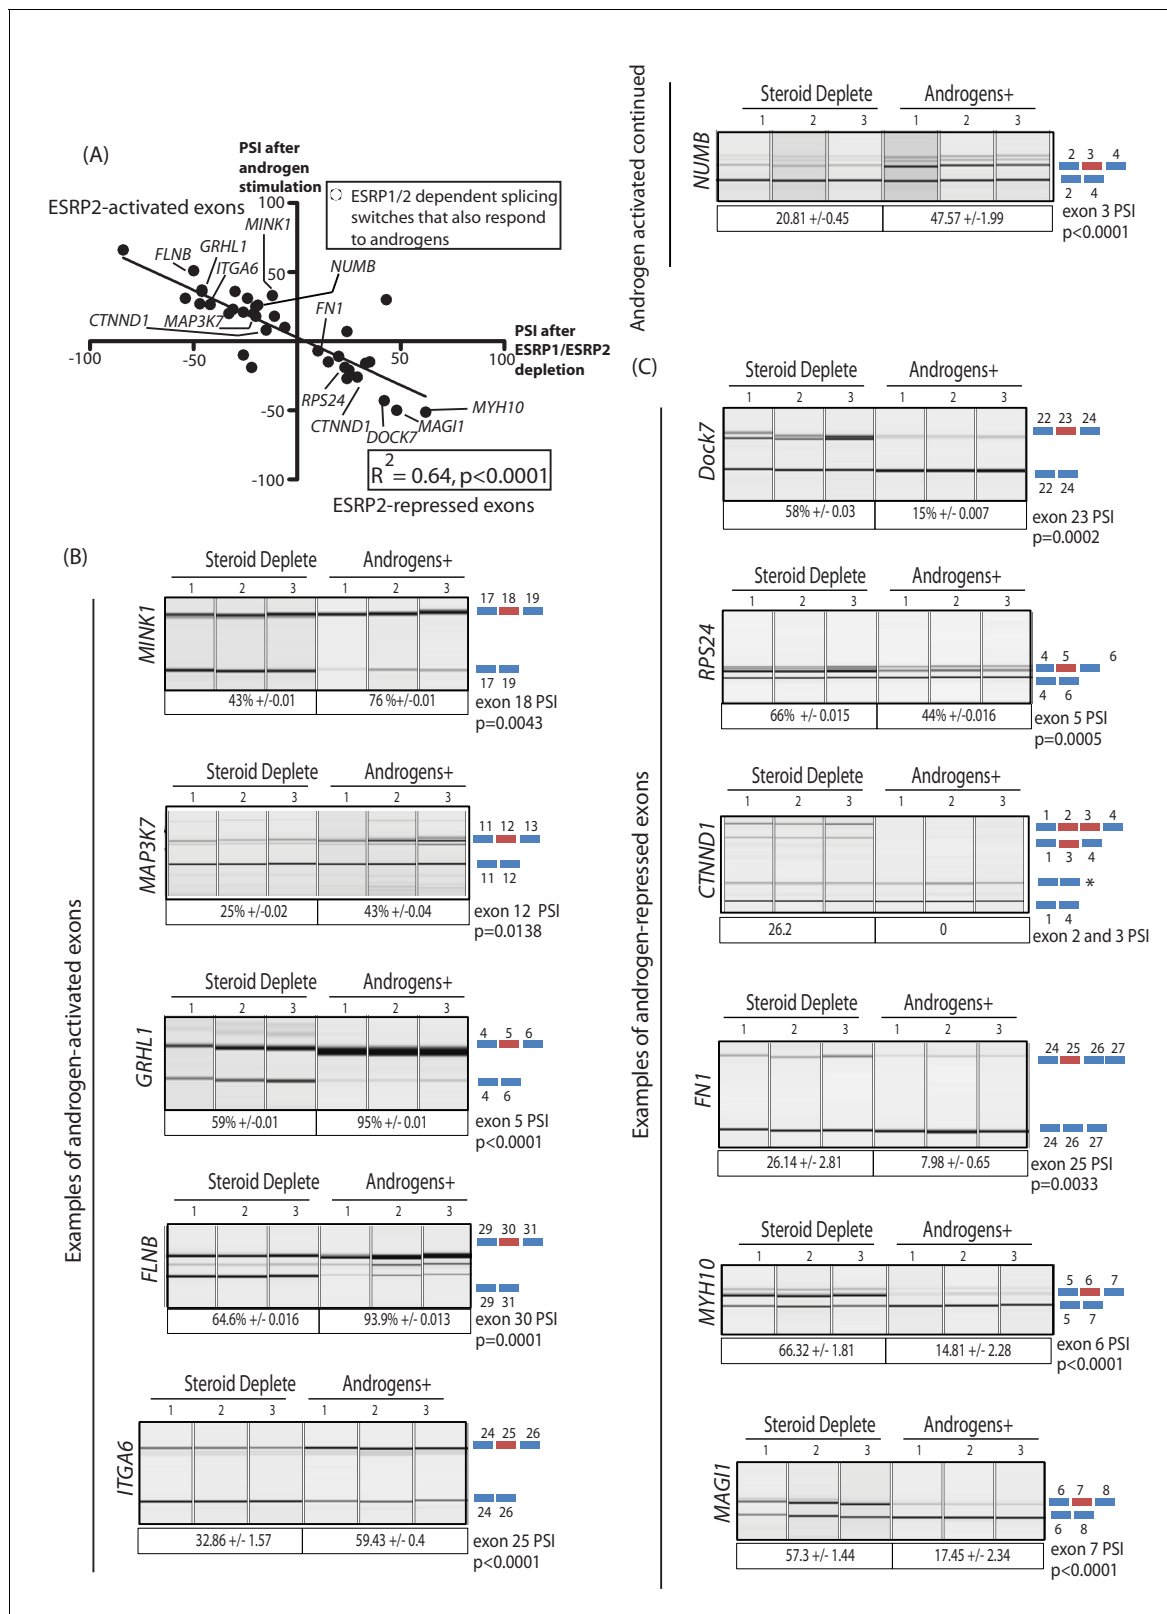 (A)
PSI after
androgen
stimulation
ESRP2-activated exons
ESRP1/2 dependent splicing
switches that also respond
to androgens
100
50
-50
-100
-100
-50
50
100
MINK1
GRHL1
FLNB
ITGA6
NUMB
FN1
CTNND1
MAP3K7
PSI after
ESRP1/ESRP2
depletion
RPS24
CTNND1
DOCK7
MAGI1
MYH10
R2 = 0.64, p<0.0001
ESRP2-repressed exons
(B)
Examples of androgen-activated exons
Steroid Deplete Androgens+
1 2 3 1 2 3
MINK1
17 18 19
17 19
43% +/-0.01 76 %+/-0.01
exon 18 PSI
p=0.0043
Steroid Deplete Androgens+
1 2 3 1 2 3
MAP3K7
11 12 13
11 12
25% +/-0.02 43% +/-0.04
exon 12 PSI
p=0.0138
Steroid Deplete Androgens+
1 2 3 1 2 3
GRHL1
4 5 6
4 6
59% +/-0.01 95% +/- 0.01
exon 5 PSI
p<0.0001
Steroid Deplete Androgens+
1 2 3 1 2 3
FLNB
29 30 31
29 31
64.6% +/- 0.016 93.9% +/- 0.013
exon 30 PSI
p=0.0001
Steroid Deplete Androgens+
1 2 3 1 2 3
ITGA6
24 25 26
24 26
32.86 +/- 1.57 59.43 +/- 0.4
exon 25 PSI
p<0.0001
Androgen activated continued
Steroid Deplete Androgens+
1 2 3 1 2 3
NUMB
2 3 4
2 4
20.81 +/-0.45 47.57 +/-1.99
exon 3 PSI
p<0.0001
(C)
Examples of androgen-repressed exons
Steroid Deplete Androgens+
1 2 3 1 2 3
Dock7
22 23 24
22 24
58% +/- 0.03 15% +/- 0.007
exon 23 PSI
p=0.0002
Steroid Deplete Androgens+
1 2 3 1 2 3
RPS24
4 5 6
4 6
66% +/- 0.015 44% +/-0.016
exon 5 PSI
p=0.0005
Steroid Deplete Androgens+
1 2 3 1 2 3
CTNND1
1 2 3 4
1 3 4
*
1 4
26.2 0
exon 2 and 3 PSI
Steroid Deplete Androgens+
1 2 3 1 2 3
FN1
24 25 26 27
24 26 27
26.14 +/- 2.81 7.98 +/- 0.65
exon 25 PSI
p=0.0033
Steroid Deplete Androgens+
1 2 3 1 2 3
MYH10
5 6 7
5 7
66.32 +/- 1.81 14.81 +/- 2.28
exon 6 PSI
p<0.0001
Steroid Deplete Androgens+
1 2 3 1 2 3
MAGI1
6 7 8
6 8
57.3 +/- 1.44 17.45 +/- 2.34
exon 7 PSI
p<0.0001